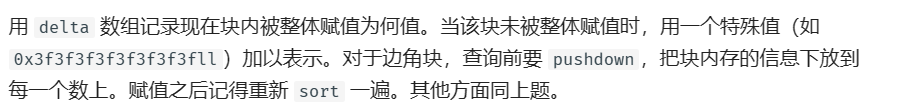 用 delta 数组记录现在块内被整体赋值为何值。当该块未被整体赋值时，用一个特殊值（如
0x3f3f3f3f3f3f3f3fll）加以表示。对于边角块，查询前要 pushdown，把块内存的信息下放到
每一个数上。赋值之后记得重新 sort 一遍。其他方面同上题。